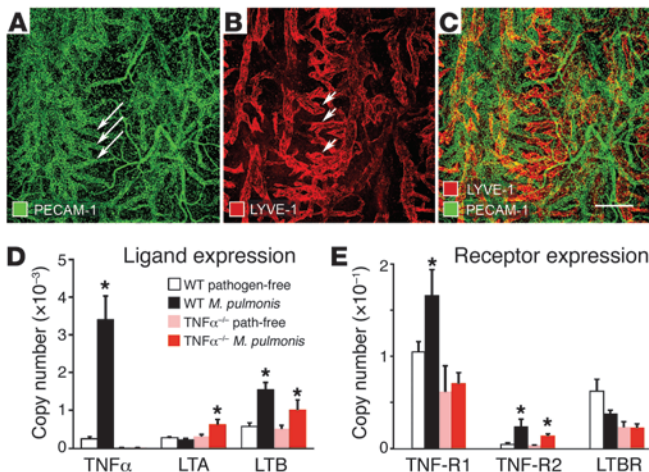 A
B
C
PECAM-1
LYVE-1
LYVE-1
PECAM-1
D Ligand expression
Copy number (×10⁻³)
5
4
3
2
1
0
*
*
*
*
WT pathogen-free
WT M. pulmonis
TNFα⁻/⁻ path-free
TNFα⁻/⁻ M. pulmonis
TNFα LTA LTB
E Receptor expression
Copy number (×10⁻¹)
2
1
0
*
*
*
TNF-R1 TNF-R2 LTBR